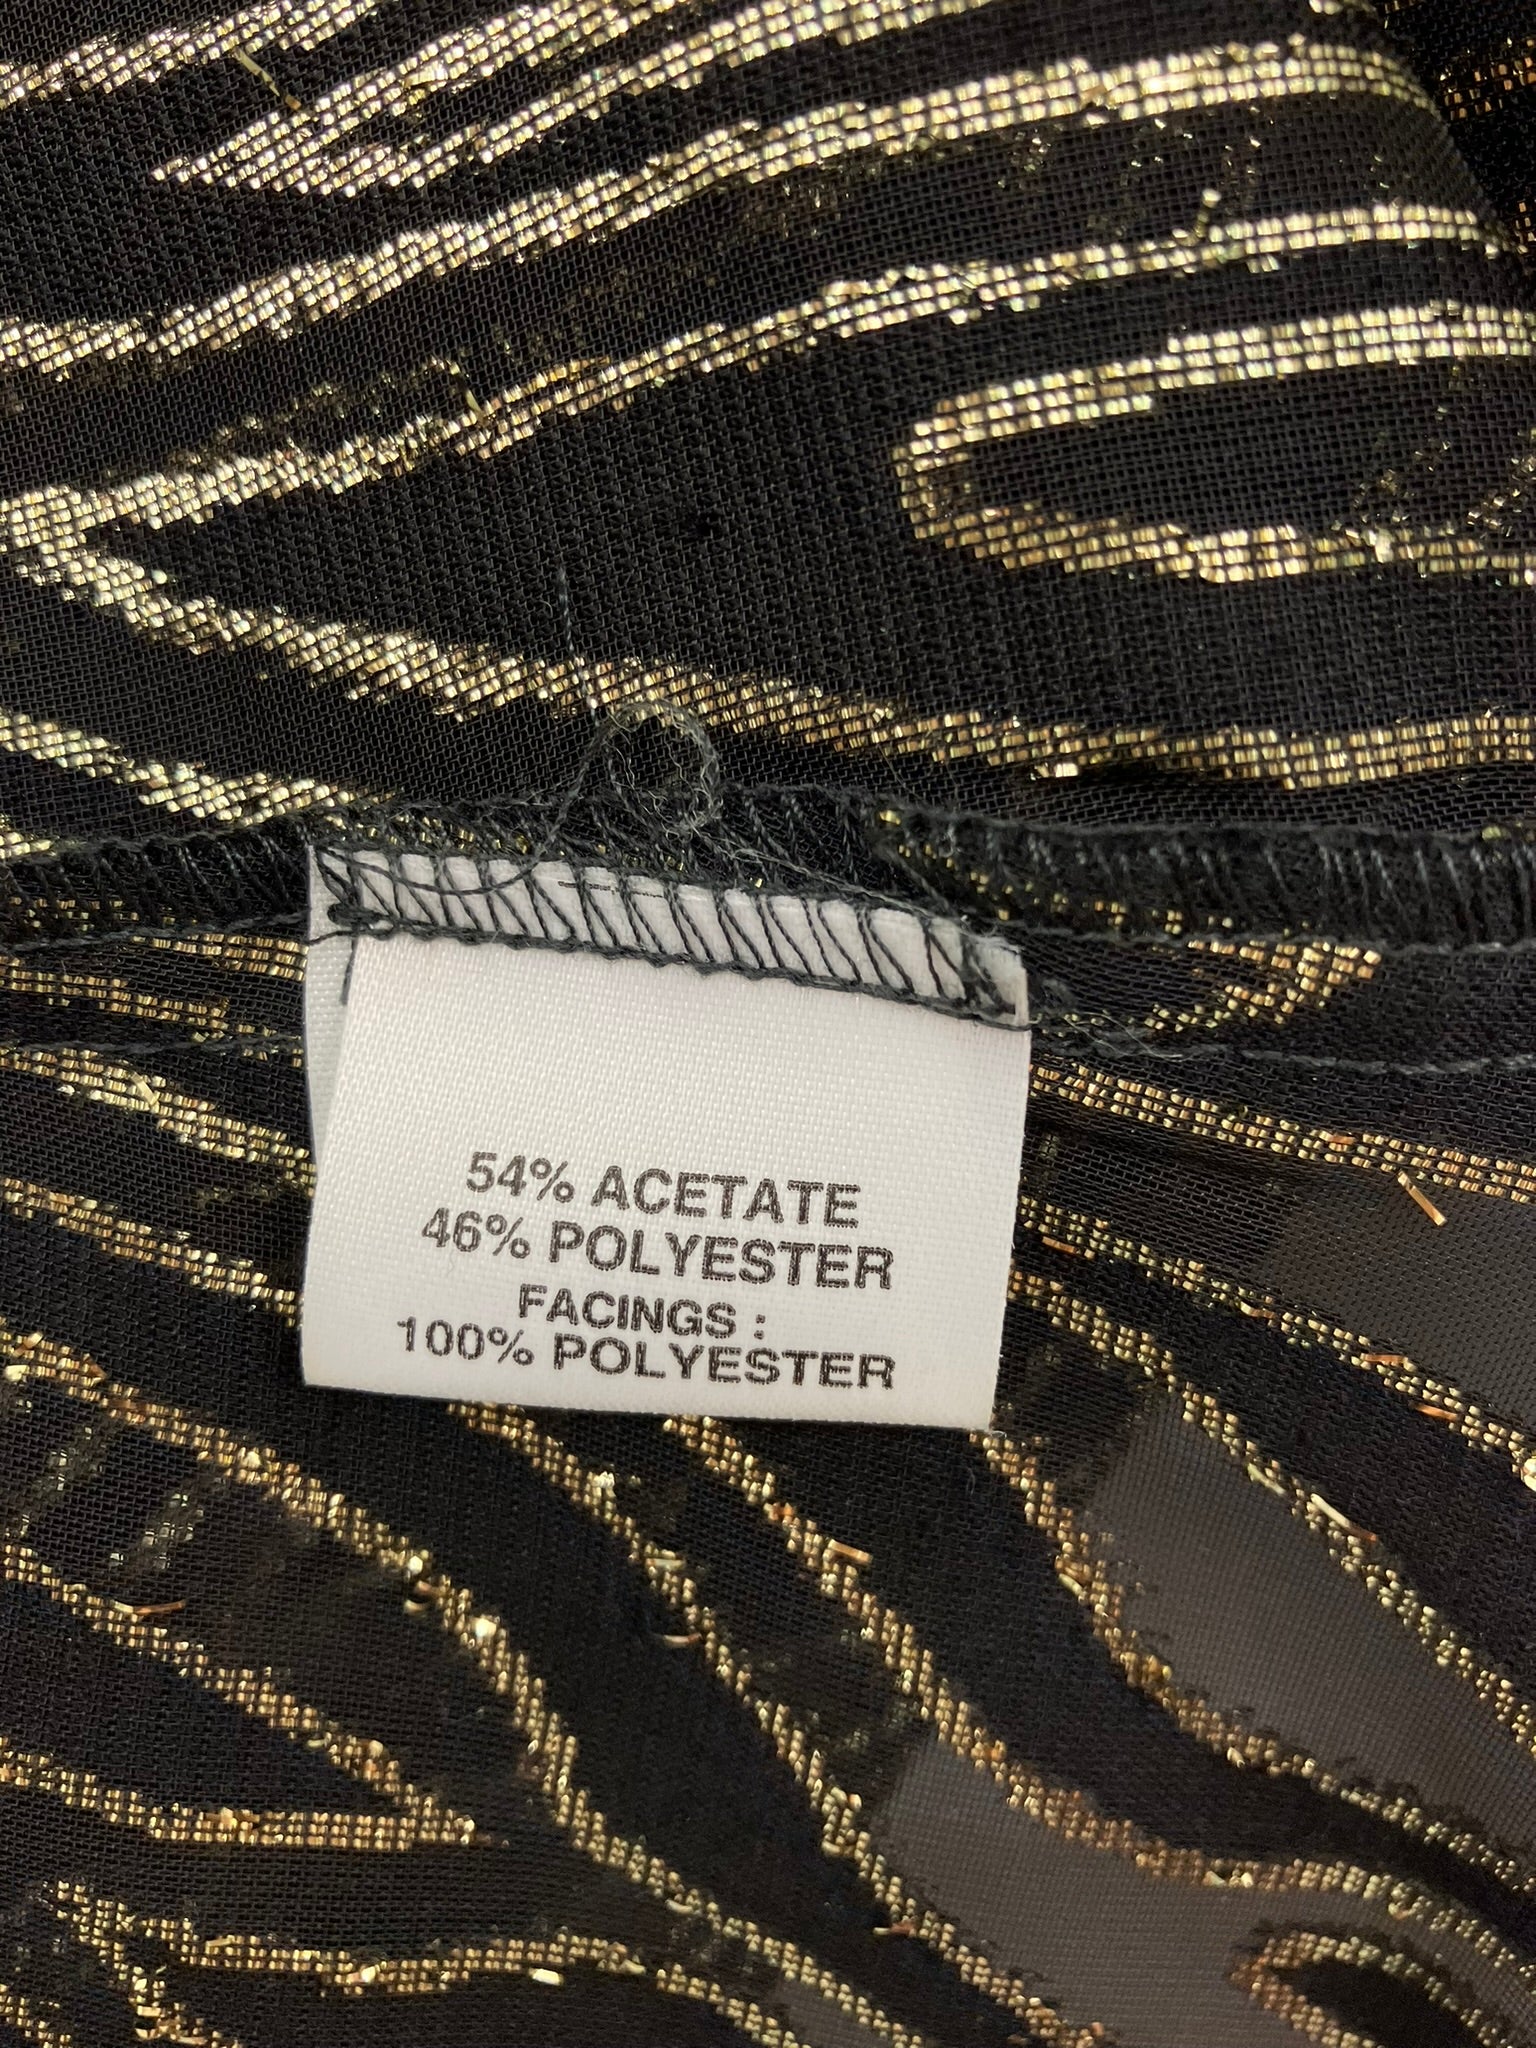 54% ACETATE
46% POLYESTER
FACINGS :
100% POLYESTER